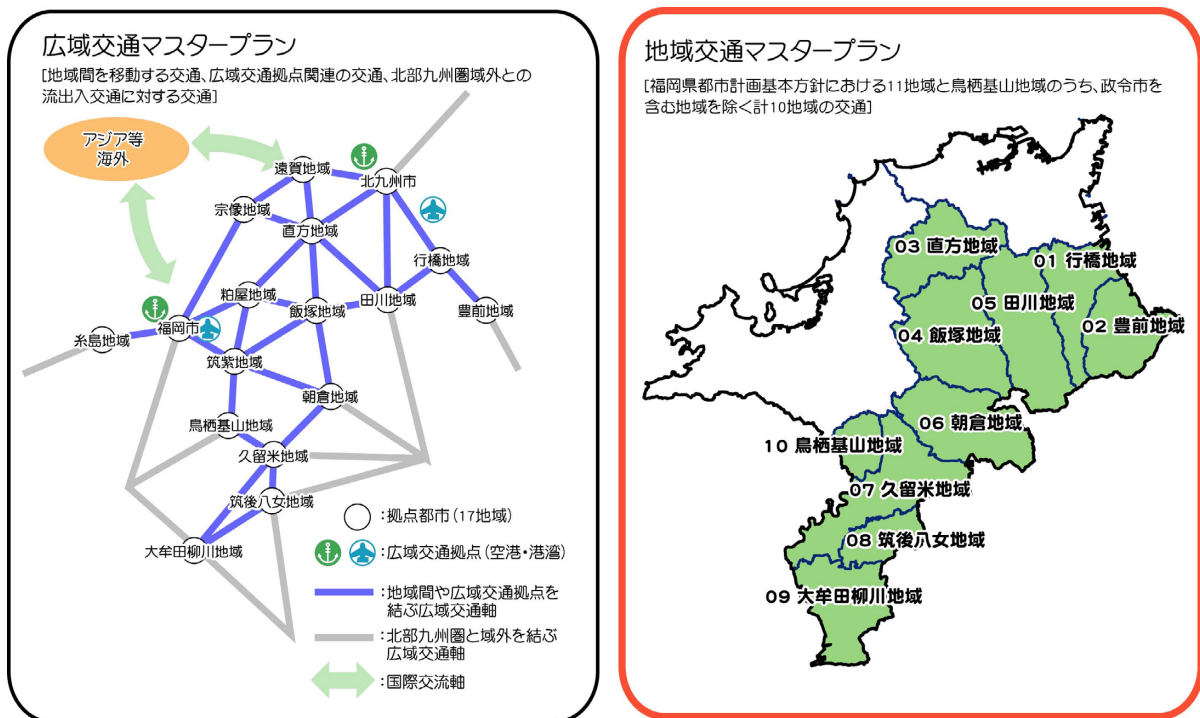 広域交通マスタープラン
[地域間を移動する交通、広域交通拠点関連の交通、北部九州圏域外との
流出入交通に対する交通]
アジア等
海外
遠賀地域
北九州市
宗像地域
直方地域
行橋地域
粕屋地域
飯塚地域
田川地域
豊前地域
糸島地域
福岡市
筑紫地域
朝倉地域
鳥栖基山地域
久留米地域
筑後八女地域
大牟田柳川地域
:拠点都市(17地域)
:広域交通拠点(空港・港湾)
:地域間や広域交通拠点を
結ぶ広域交通軸
:北部九州圏と域外を結ぶ
広域交通軸
:国際交流軸
地域交通マスタープラン
[福岡県都市計画基本方針における11地域と鳥栖基山地域のうち、政令市を
含む地域を除く計10地域の交通]
03 直方地域
01 行橋地域
05 田川地域
02 豊前地域
04 飯塚地域
06 朝倉地域
10 鳥栖基山地域
07 久留米地域
08 筑後八女地域
09 大牟田柳川地域